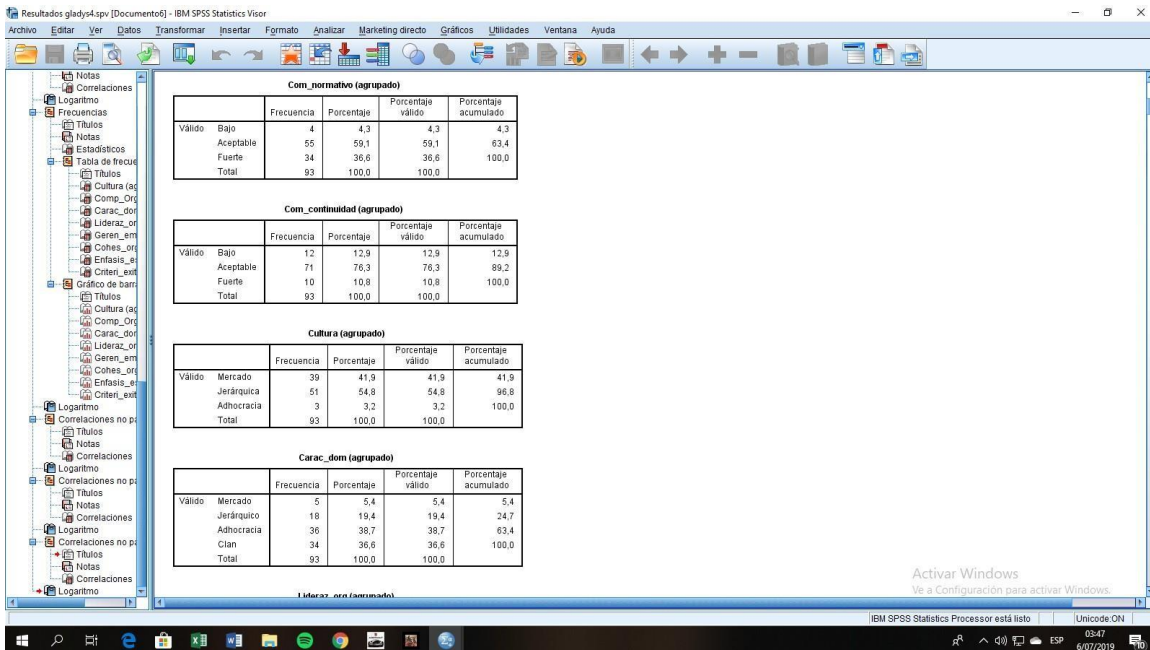 Resultados gladys4.spv [Documento6] - IBM SPSS Statistics Visor
Archivo Editar Ver Datos Transformar Insertar Formato Analizar Marketing directo Gráficos Utilidades Ventana Ayuda
Notas
Correlaciones
Logaritmo
Frecuencias
Títulos
Notas
Estadísticos
Tabla de frecue
Títulos
Cultura (ag
Comp_Org
Carac_dor
Lideraz_or
Geren_em
Cohes_org
Enfasis_e
Criteri_exit
Gráfico de barr
Títulos
Cultura (ag
Comp_Org
Carac_dor
Lideraz_or
Geren_em
Cohes_org
Enfasis_e
Criteri_exit
Logaritmo
Correlaciones no pa
Títulos
Notas
Correlaciones
Logaritmo
Correlaciones no pa
Títulos
Notas
Correlaciones
Logaritmo
Correlaciones no pa
Títulos
Notas
Correlaciones
Logaritmo
Com_normativo (agrupado)
Frecuencia Porcentaje Porcentaje válido Porcentaje acumulado
Válido Bajo 4 4,3 4,3 4,3
Aceptable 55 59,1 59,1 63,4
Fuerte 34 36,6 36,6 100,0
Total 93 100,0 100,0
Com_continuidad (agrupado)
Frecuencia Porcentaje Porcentaje válido Porcentaje acumulado
Válido Bajo 12 12,9 12,9 12,9
Aceptable 71 76,3 76,3 89,2
Fuerte 10 10,8 10,8 100,0
Total 93 100,0 100,0
Cultura (agrupado)
Frecuencia Porcentaje Porcentaje válido Porcentaje acumulado
Válido Mercado 39 41,9 41,9 41,9
Jerárquica 51 54,8 54,8 96,8
Adhocracia 3 3,2 3,2 100,0
Total 93 100,0 100,0
Carac_dom (agrupado)
Frecuencia Porcentaje Porcentaje válido Porcentaje acumulado
Válido Mercado 5 5,4 5,4 5,4
Jerárquico 18 19,4 19,4 24,7
Adhocracia 36 38,7 38,7 63,4
Clan 34 36,6 36,6 100,0
Total 93 100,0 100,0
Lideraz_org (agrupado)
Activar Windows
Ve a Configuración para activar Windows.
IBM SPSS Statistics Processor está listo Unicode:ON
ESP 03:47
6/07/2019